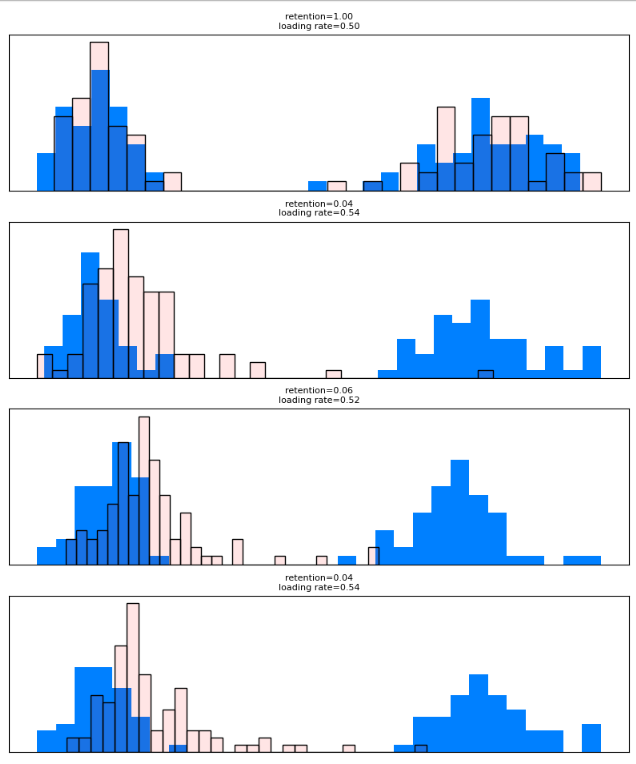 retention=1.00
loading rate=0.50
retention=0.04
loading rate=0.54
retention=0.06
loading rate=0.52
retention=0.04
loading rate=0.54